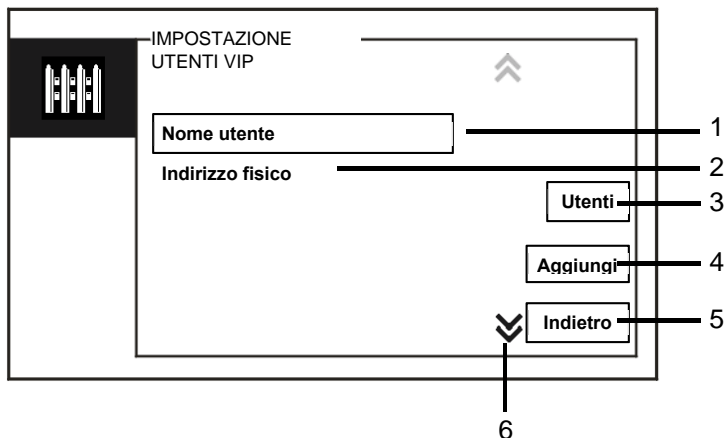 IMPOSTAZIONE
UTENTI VIP
Nome utente
1
Indirizzo fisico
2
Utenti
3
Aggiungi
4
Indietro
5
6